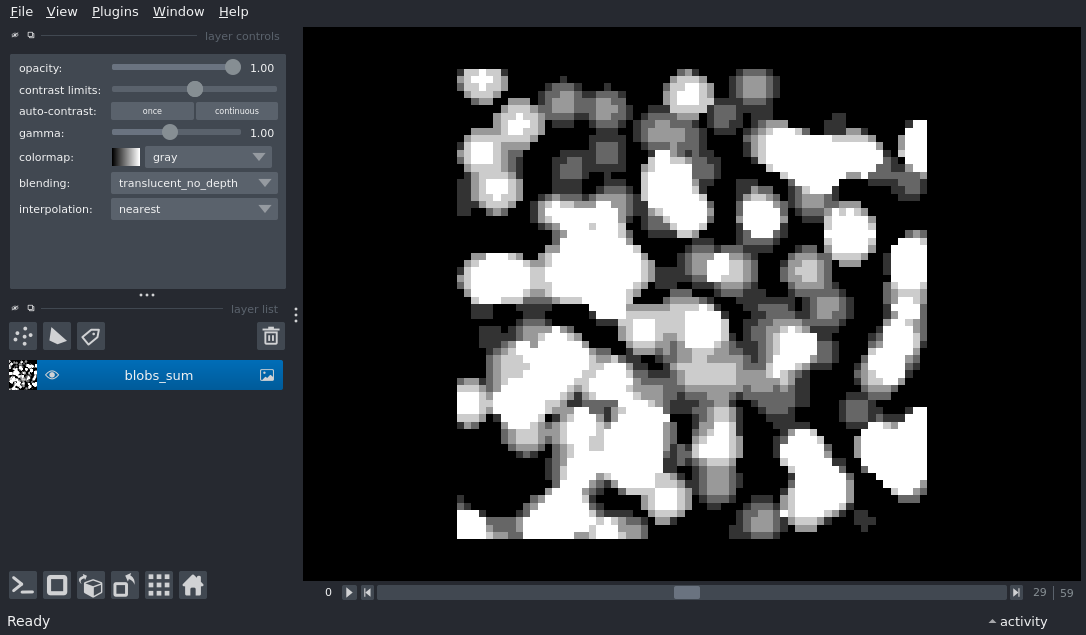 File View Plugins Window Help
layer controls
opacity: 1.00
contrast limits:
auto-contrast: once continuous
gamma: 1.00
colormap: gray
blending: translucent_no_depth
interpolation: nearest
layer list
blobs_sum
0 29 59
Ready activity